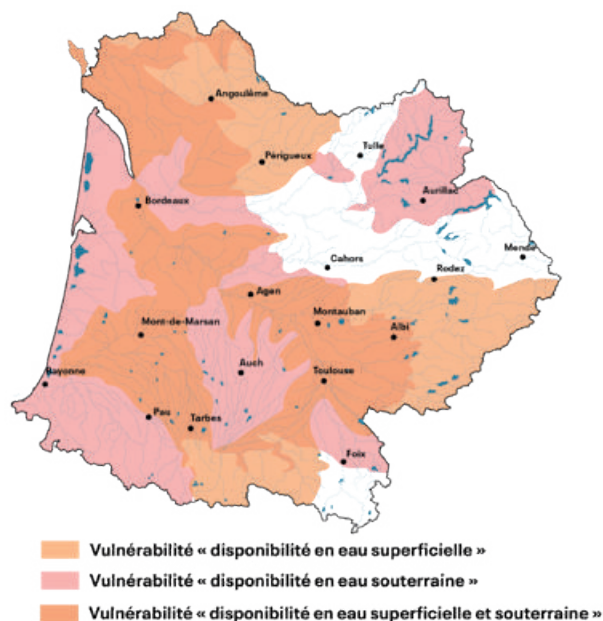 Angoulême
Périgueux
Tulle
Aurillac
Bordeaux
Cahors
Mende
Rodez
Agen
Montauban
Mont-de-Marsan
Albi
Auch
Toulouse
Bayonne
Pau
Tarbes
Foix
Vulnérabilité « disponibilité en eau superficielle »
Vulnérabilité « disponibilité en eau souterraine »
Vulnérabilité « disponibilité en eau superficielle et souterraine »